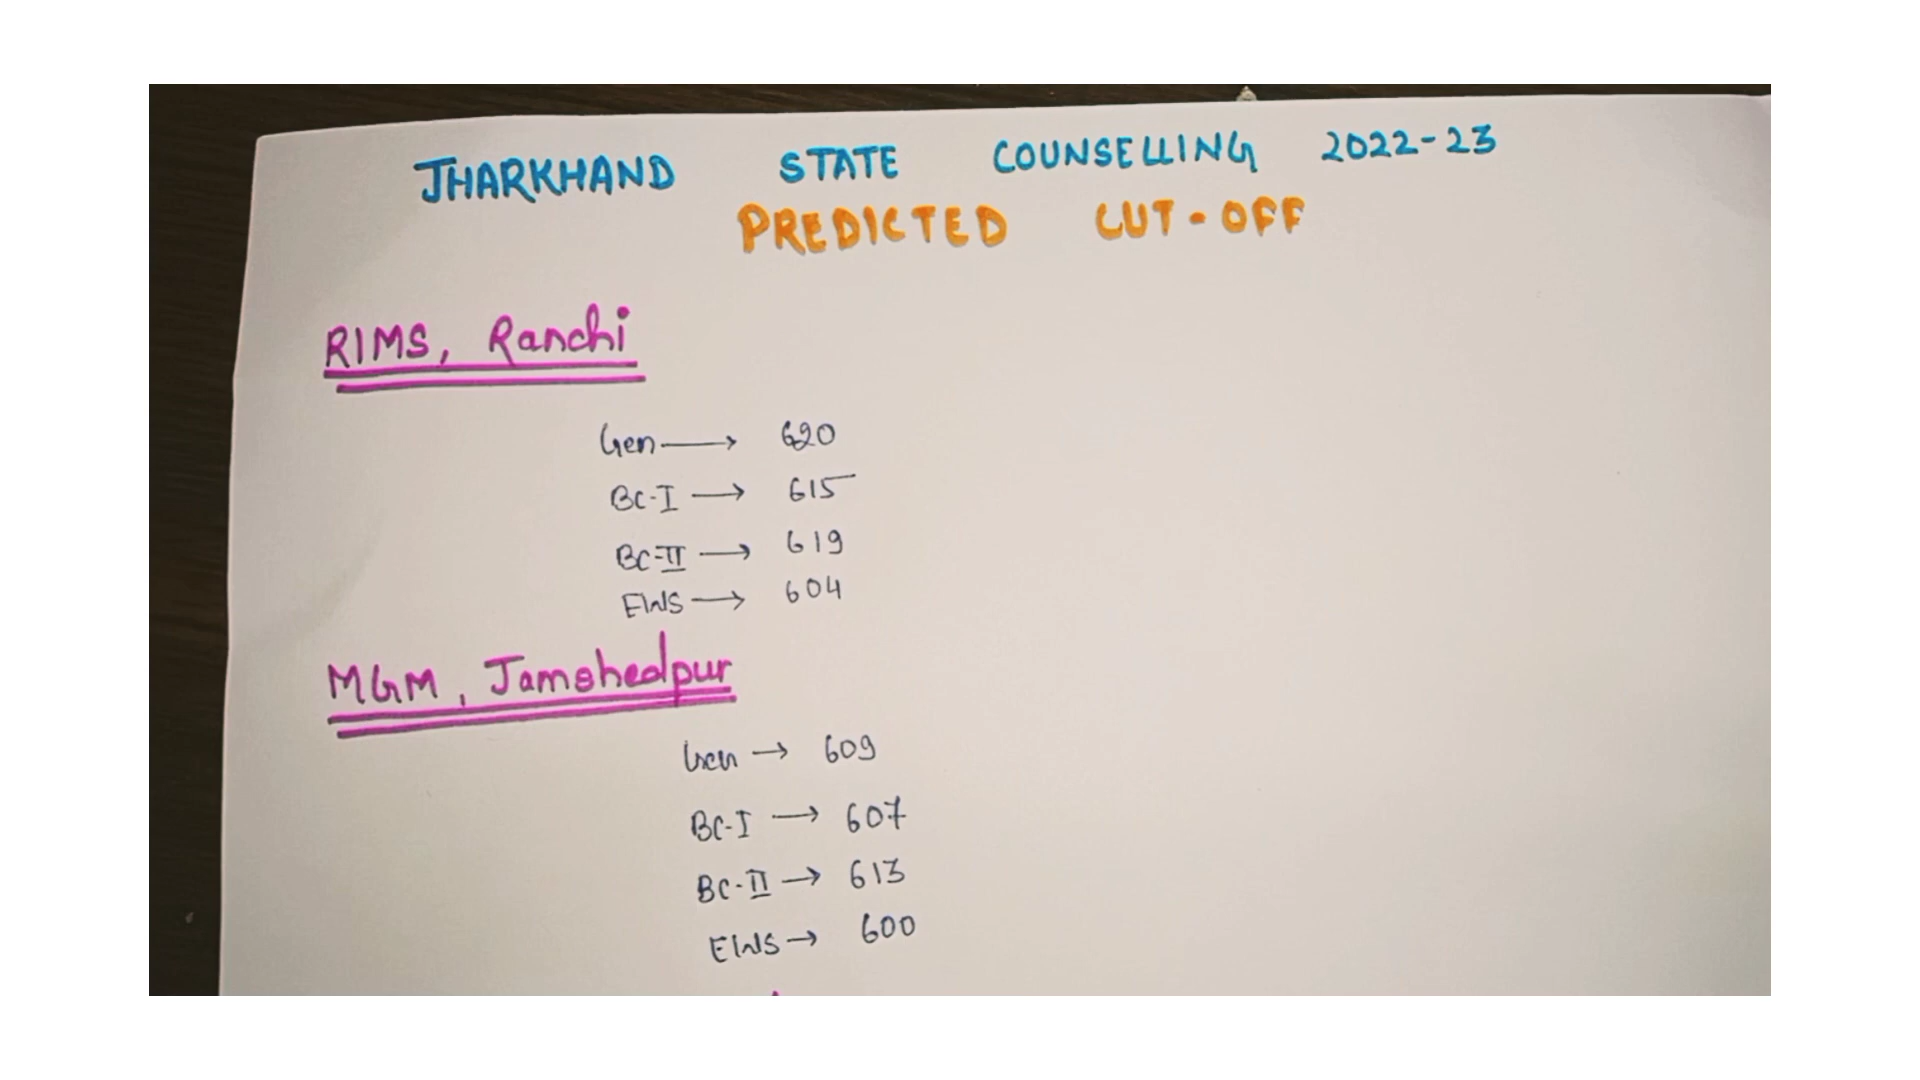 JHARKHAND STATE COUNSELLING 2022-23
PREDICTED CUT-OFF
RIMS, Ranchi
Gen → 620
BC-I → 615
BC-II → 619
EWS → 604
MGM, Jamshedpur
Gen → 609
BC-I → 607
BC-II → 613
EWS → 600